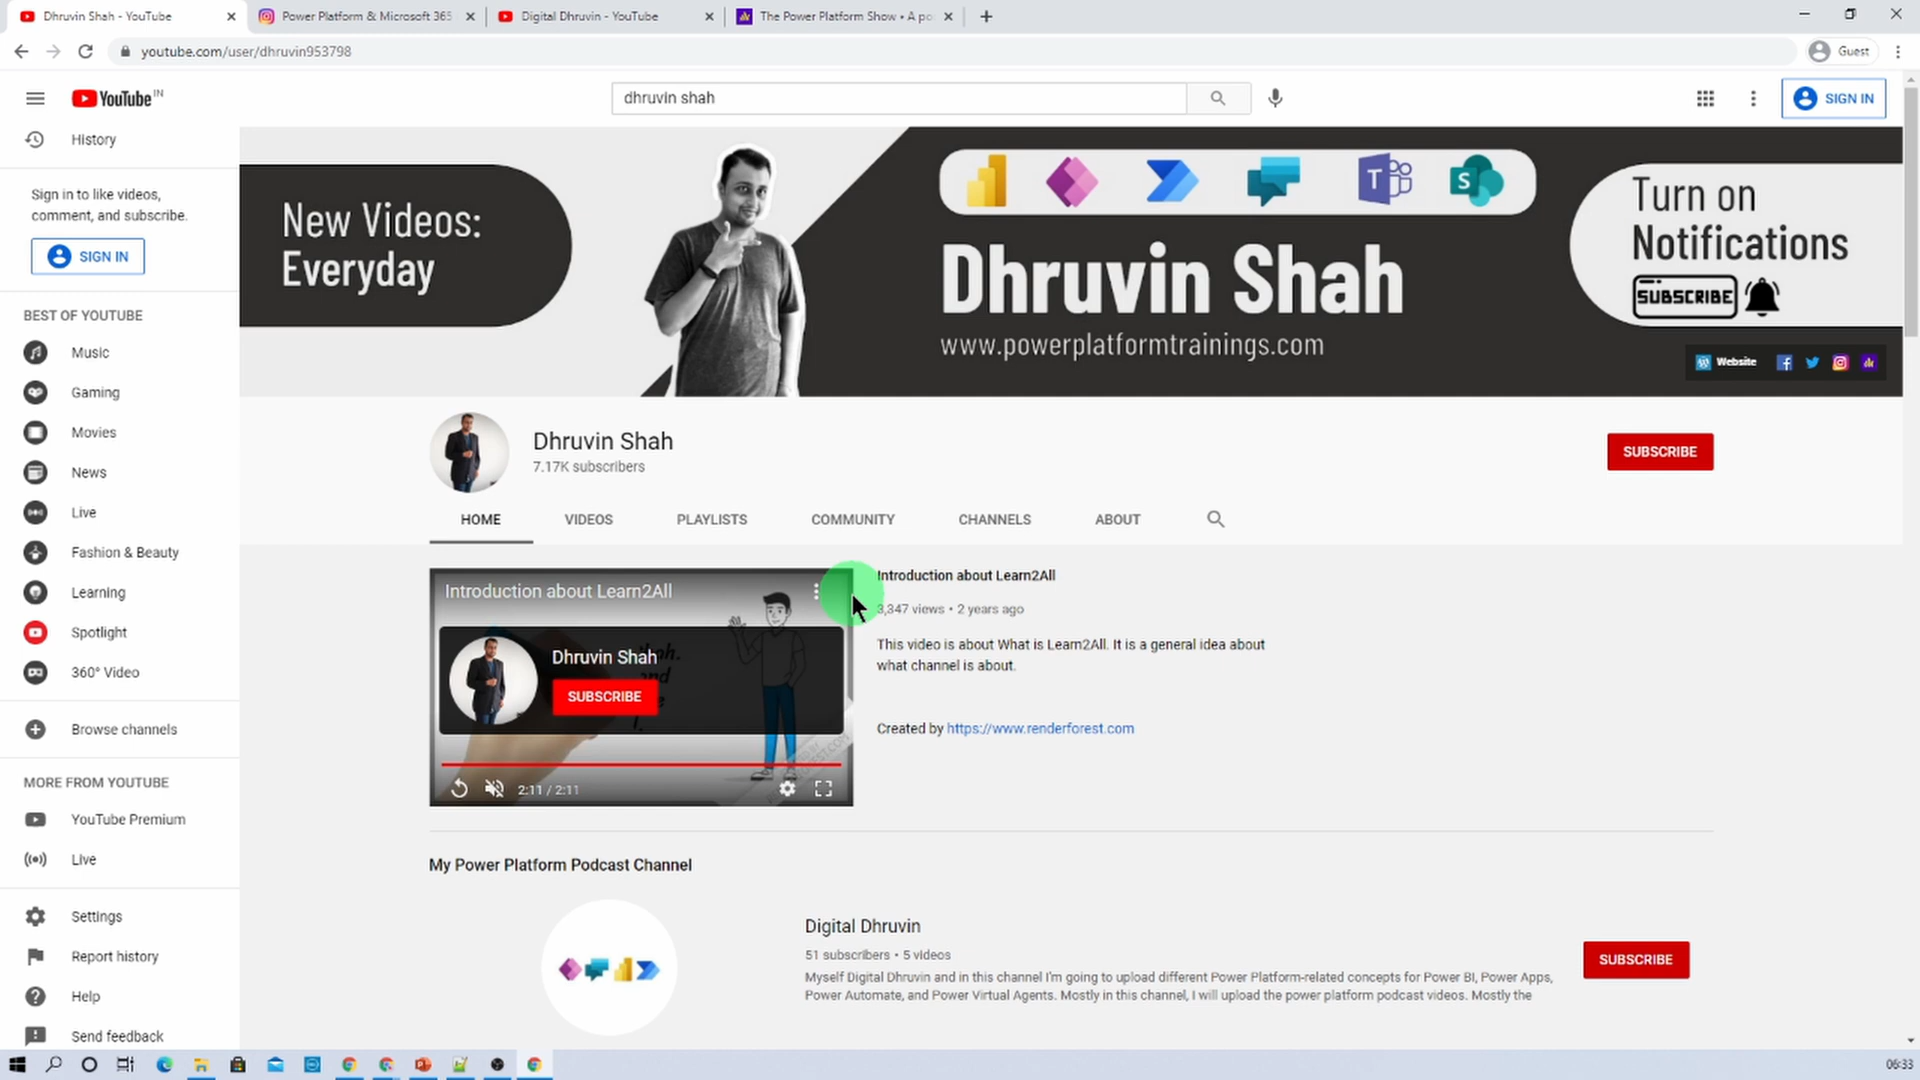 Dhruvin Shah - YouTube
Power Platform & Microsoft 365
Digital Dhruvin - YouTube
The Power Platform Show • A po
youtube.com/user/dhruvin953798
Guest
YouTube IN
dhruvin shah
SIGN IN
History
Sign in to like videos,
comment, and subscribe.
SIGN IN
BEST OF YOUTUBE
Music
Gaming
Movies
News
Live
Fashion & Beauty
Learning
Spotlight
360° Video
Browse channels
MORE FROM YOUTUBE
YouTube Premium
Live
Settings
Report history
Help
Send feedback
New Videos:
Everyday
Dhruvin Shah
www.powerplatformtrainings.com
Turn on
Notifications
SUBSCRIBE
Website
Dhruvin Shah
7.17K subscribers
SUBSCRIBE
HOME
VIDEOS
PLAYLISTS
COMMUNITY
CHANNELS
ABOUT
Introduction about Learn2All
Dhruvin Shah
SUBSCRIBE
2:11 / 2:11
Introduction about Learn2All
3,347 views • 2 years ago
This video is about What is Learn2All. It is a general idea about
what channel is about.
Created by https://www.renderforest.com
My Power Platform Podcast Channel
Digital Dhruvin
51 subscribers • 5 videos
Myself Digital Dhruvin and in this channel I'm going to upload different Power Platform-related concepts for Power BI, Power Apps,
Power Automate, and Power Virtual Agents. Mostly in this channel, I will upload the power platform podcast videos. Mostly the
SUBSCRIBE
06:33